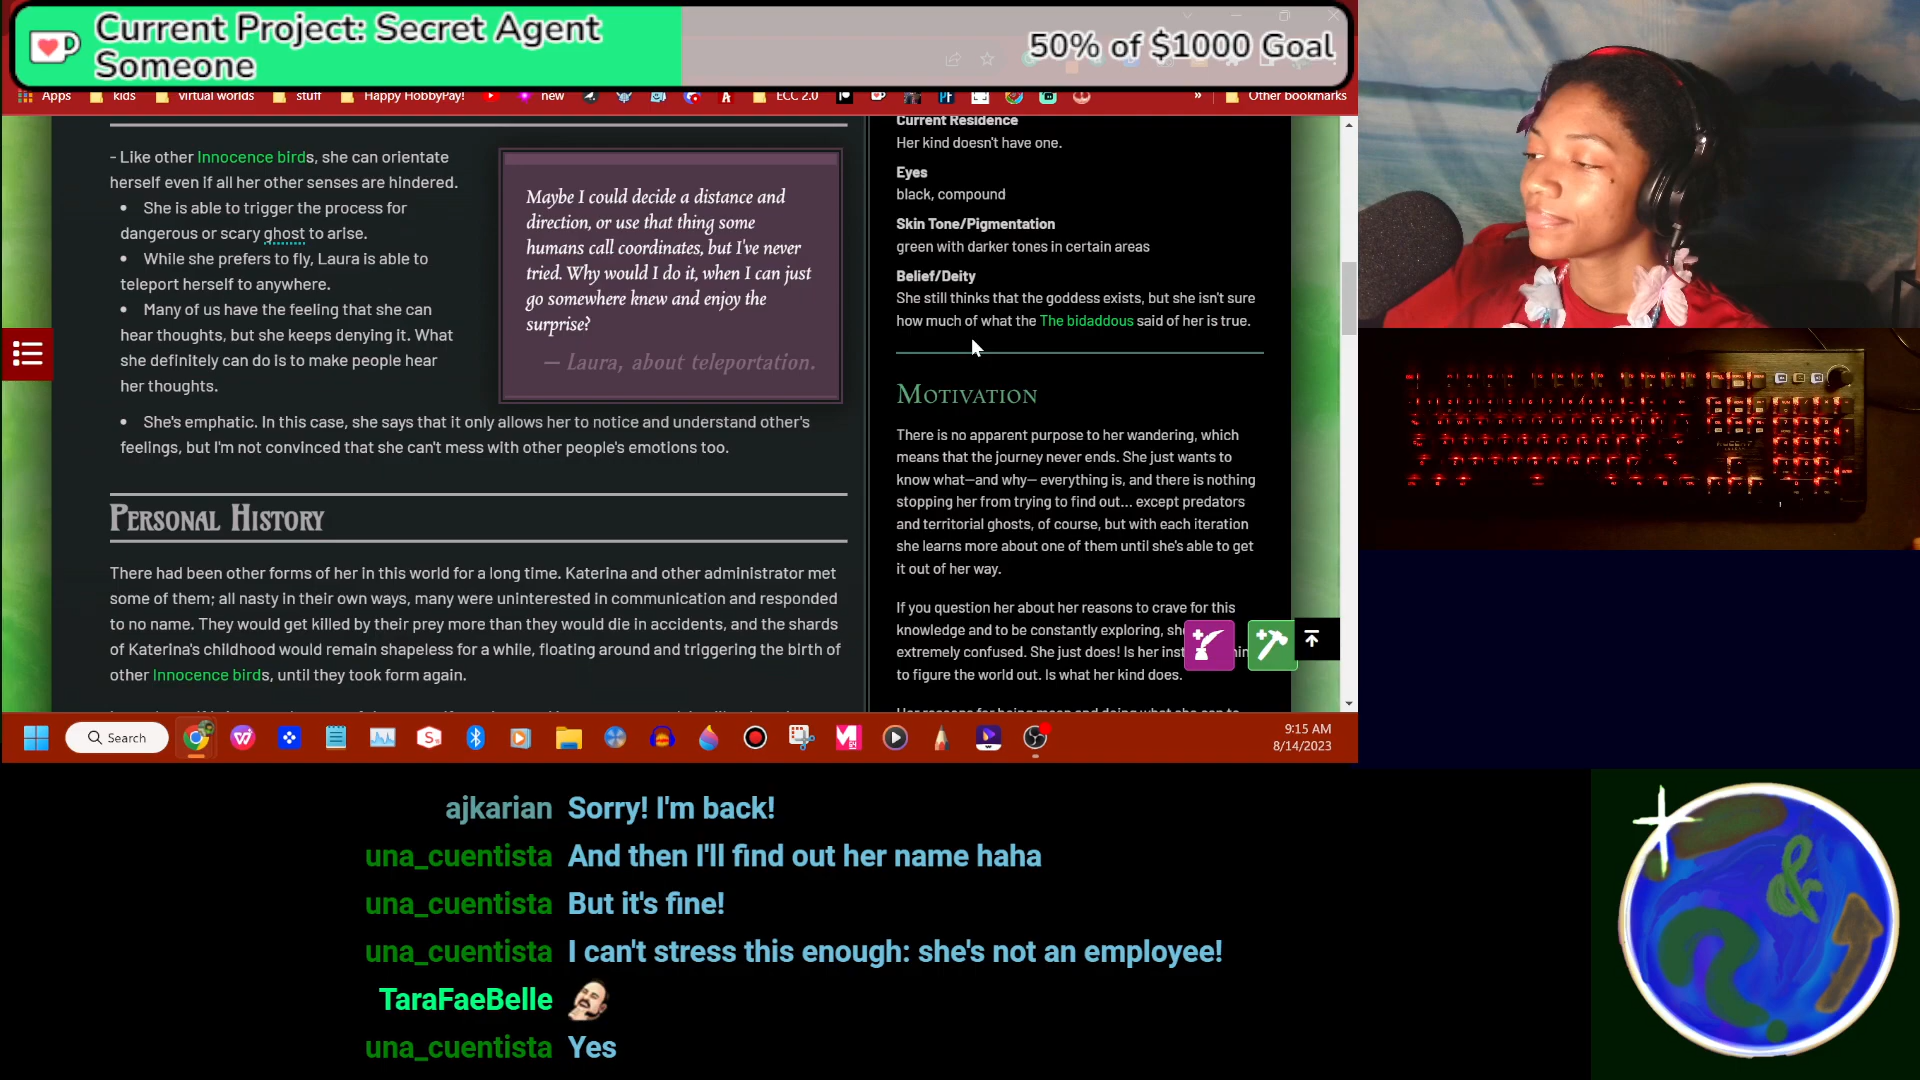 Current Project: Secret Agent
Someone
50% of $1000 Goal
Apps
kids
virtual worlds
stuff
Happy HobbyPay!
new
ECC 2.0
»
Other bookmarks
- Like other Innocence birds, she can orientate
herself even if all her other senses are hindered.
• She is able to trigger the process for
dangerous or scary ghost to arise.
• While she prefers to fly, Laura is able to
teleport herself to anywhere.
• Many of us have the feeling that she can
hear thoughts, but she keeps denying it. What
she definitely can do is to make people hear
her thoughts.
• She's emphatic. In this case, she says that it only allows her to notice and understand other's
feelings, but I'm not convinced that she can't mess with other people's emotions too.
Maybe I could decide a distance and
direction, or use that thing some
humans call coordinates, but I've never
tried. Why would I do it, when I can just
go somewhere knew and enjoy the
surprise?
— Laura, about teleportation.
Personal History
There had been other forms of her in this world for a long time. Katerina and other administrator met
some of them; all nasty in their own ways, many were uninterested in communication and responded
to no name. They would get killed by their prey more than they would die in accidents, and the shards
of Katerina's childhood would remain shapeless for a while, floating around and triggering the birth of
other Innocence birds, until they took form again.
Current Residence
Her kind doesn't have one.
Eyes
black, compound
Skin Tone/Pigmentation
green with darker tones in certain areas
Belief/Deity
She still thinks that the goddess exists, but she isn't sure
how much of what the The bidaddous said of her is true.
Motivation
There is no apparent purpose to her wandering, which
means that the journey never ends. She just wants to
know what—and why— everything is, and there is nothing
stopping her from trying to find out... except predators
and territorial ghosts, of course, but with each iteration
she learns more about one of them until she's able to get
it out of her way.
If you question her about her reasons to crave for this
knowledge and to be constantly exploring,
extremely confused. She just does! Is her
to figure the world out. Is what her kind does.
Search
9:15 AM
8/14/2023
ajkarian Sorry! I'm back!
una_cuentista And then I'll find out her name haha
una_cuentista But it's fine!
una_cuentista I can't stress this enough: she's not an employee!
TaraFaeBelle
una_cuentista Yes